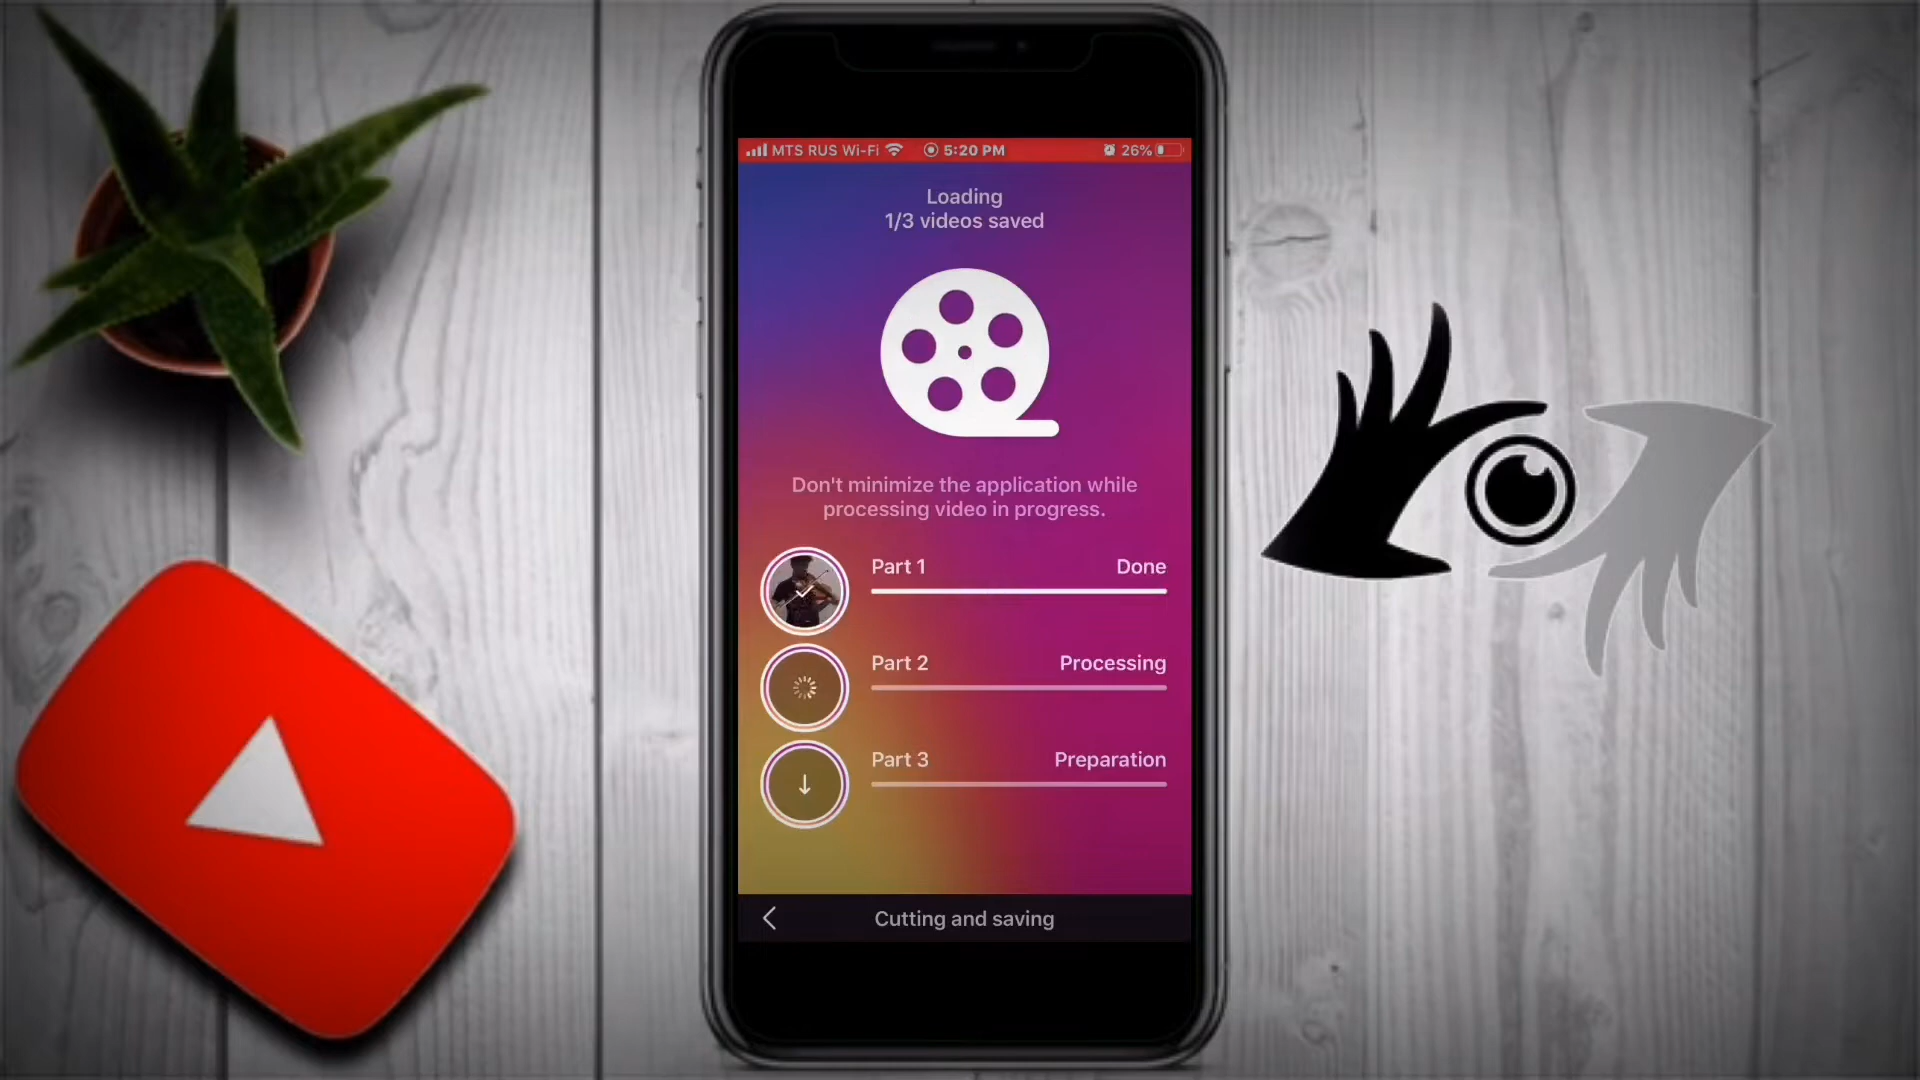 MTS RUS Wi-Fi 5:20 PM 26%
Loading
1/3 videos saved
Don't minimize the application while
processing video in progress.
Part 1 Done
Part 2 Processing
Part 3 Preparation
Cutting and saving